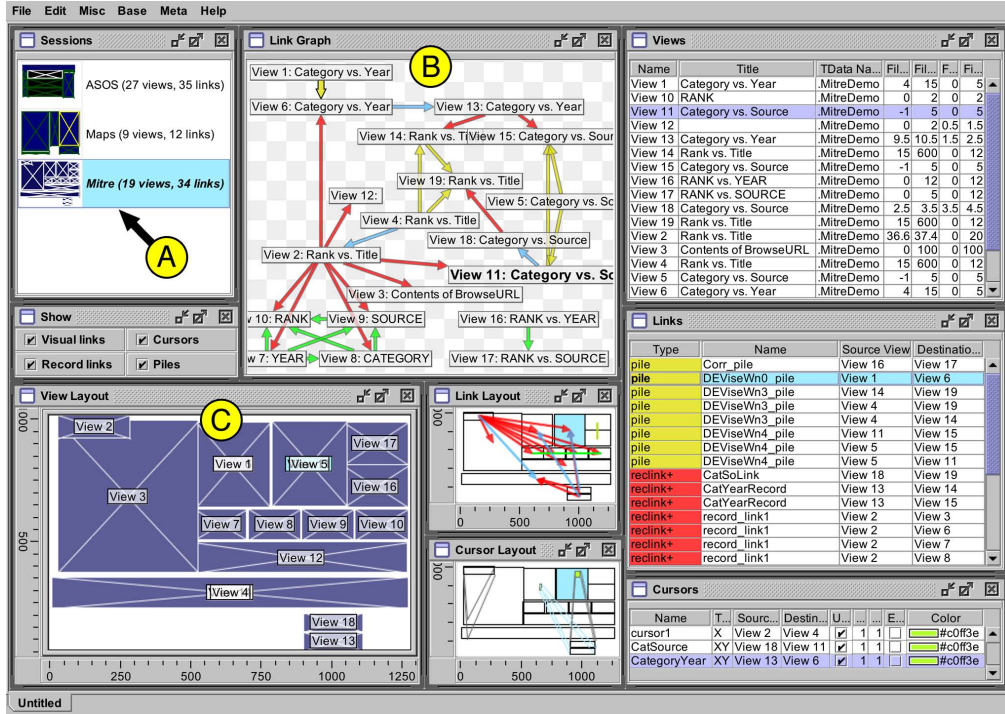 File Edit Misc Base Meta Help
Sessions
ASOS (27 views, 35 links)
Maps (9 views, 12 links)
Mitre (19 views, 34 links)
A
Show
Visual links Cursors
Record links Piles
Link Graph
B
View 1: Category vs. Year
View 6: Category vs. Year View 13: Category vs. Year
View 14: Rank vs. Ti View 15: Category vs. Sour
View 19: Rank vs. Title
View 12: View 5: Category vs. So
View 4: Rank vs. Title
View 18: Category vs. Source
View 2: Rank vs. Title
View 11: Category vs. So
View 3: Contents of BrowseURL
w 10: RANK View 9: SOURCE View 16: RANK vs. YEAR
w 7: YEAR View 8: CATEGORY View 17: RANK vs. SOURCE
Views
Name Title TData Na... Fil... Fil... F... Fi...
View 1 Category vs. Year .MitreDemo 4 15 0 5
View 10 RANK .MitreDemo 0 2 0 2
View 11 Category vs. Source .MitreDemo -1 5 0 5
View 12 .MitreDemo 0 2 0.5 1.5
View 13 Category vs. Year .MitreDemo 9.5 10.5 1.5 2.5
View 14 Rank vs. Title .MitreDemo 15 600 0 12
View 15 Category vs. Source .MitreDemo -1 5 0 5
View 16 RANK vs. YEAR .MitreDemo 0 12 0 12
View 17 RANK vs. SOURCE .MitreDemo 0 5 0 12
View 18 Category vs. Source .MitreDemo 2.5 3.5 3.5 4.5
View 19 Rank vs. Title .MitreDemo 15 600 0 12
View 2 Rank vs. Title .MitreDemo 36.6 37.4 0 20
View 3 Contents of BrowseURL .MitreDemo 0 100 0 100
View 4 Rank vs. Title .MitreDemo 15 600 0 12
View 5 Category vs. Source .MitreDemo -1 5 0 5
View 6 Category vs. Year .MitreDemo 4 15 0 5
Links
Type Name Source View Destinatio...
pile Corr_pile View 16 View 17
pile DEViseWn0_pile View 1 View 6
pile DEViseWn3_pile View 14 View 19
pile DEViseWn3_pile View 4 View 19
pile DEViseWn3_pile View 4 View 14
pile DEViseWn4_pile View 11 View 15
pile DEViseWn4_pile View 5 View 15
pile DEViseWn4_pile View 5 View 11
reclink+ CatSoLink View 18 View 19
reclink+ CatYearRecord View 13 View 14
reclink+ CatYearRecord View 13 View 15
reclink+ record_link1 View 2 View 3
reclink+ record_link1 View 2 View 6
reclink+ record_link1 View 2 View 7
reclink+ record_link1 View 2 View 8
View Layout
C
000
500
View 2
View 17
View 1 View 5
View 16
View 3
View 7 View 8 View 9 View 10
View 12
View 4
View 18
View 13
0 250 500 750 1000 1250
Link Layout
000
0 500 1000
Cursor Layout
000
0 500 1000
Cursors
Name T... Sourc... Destin... U... ... ... E... Color
cursor1 X View 2 View 4 1 1 #c0ff3e
CatSource XY View 18 View 11 1 1 #c0ff3e
CategoryYear XY View 13 View 6 1 1 #c0ff3e
Untitled